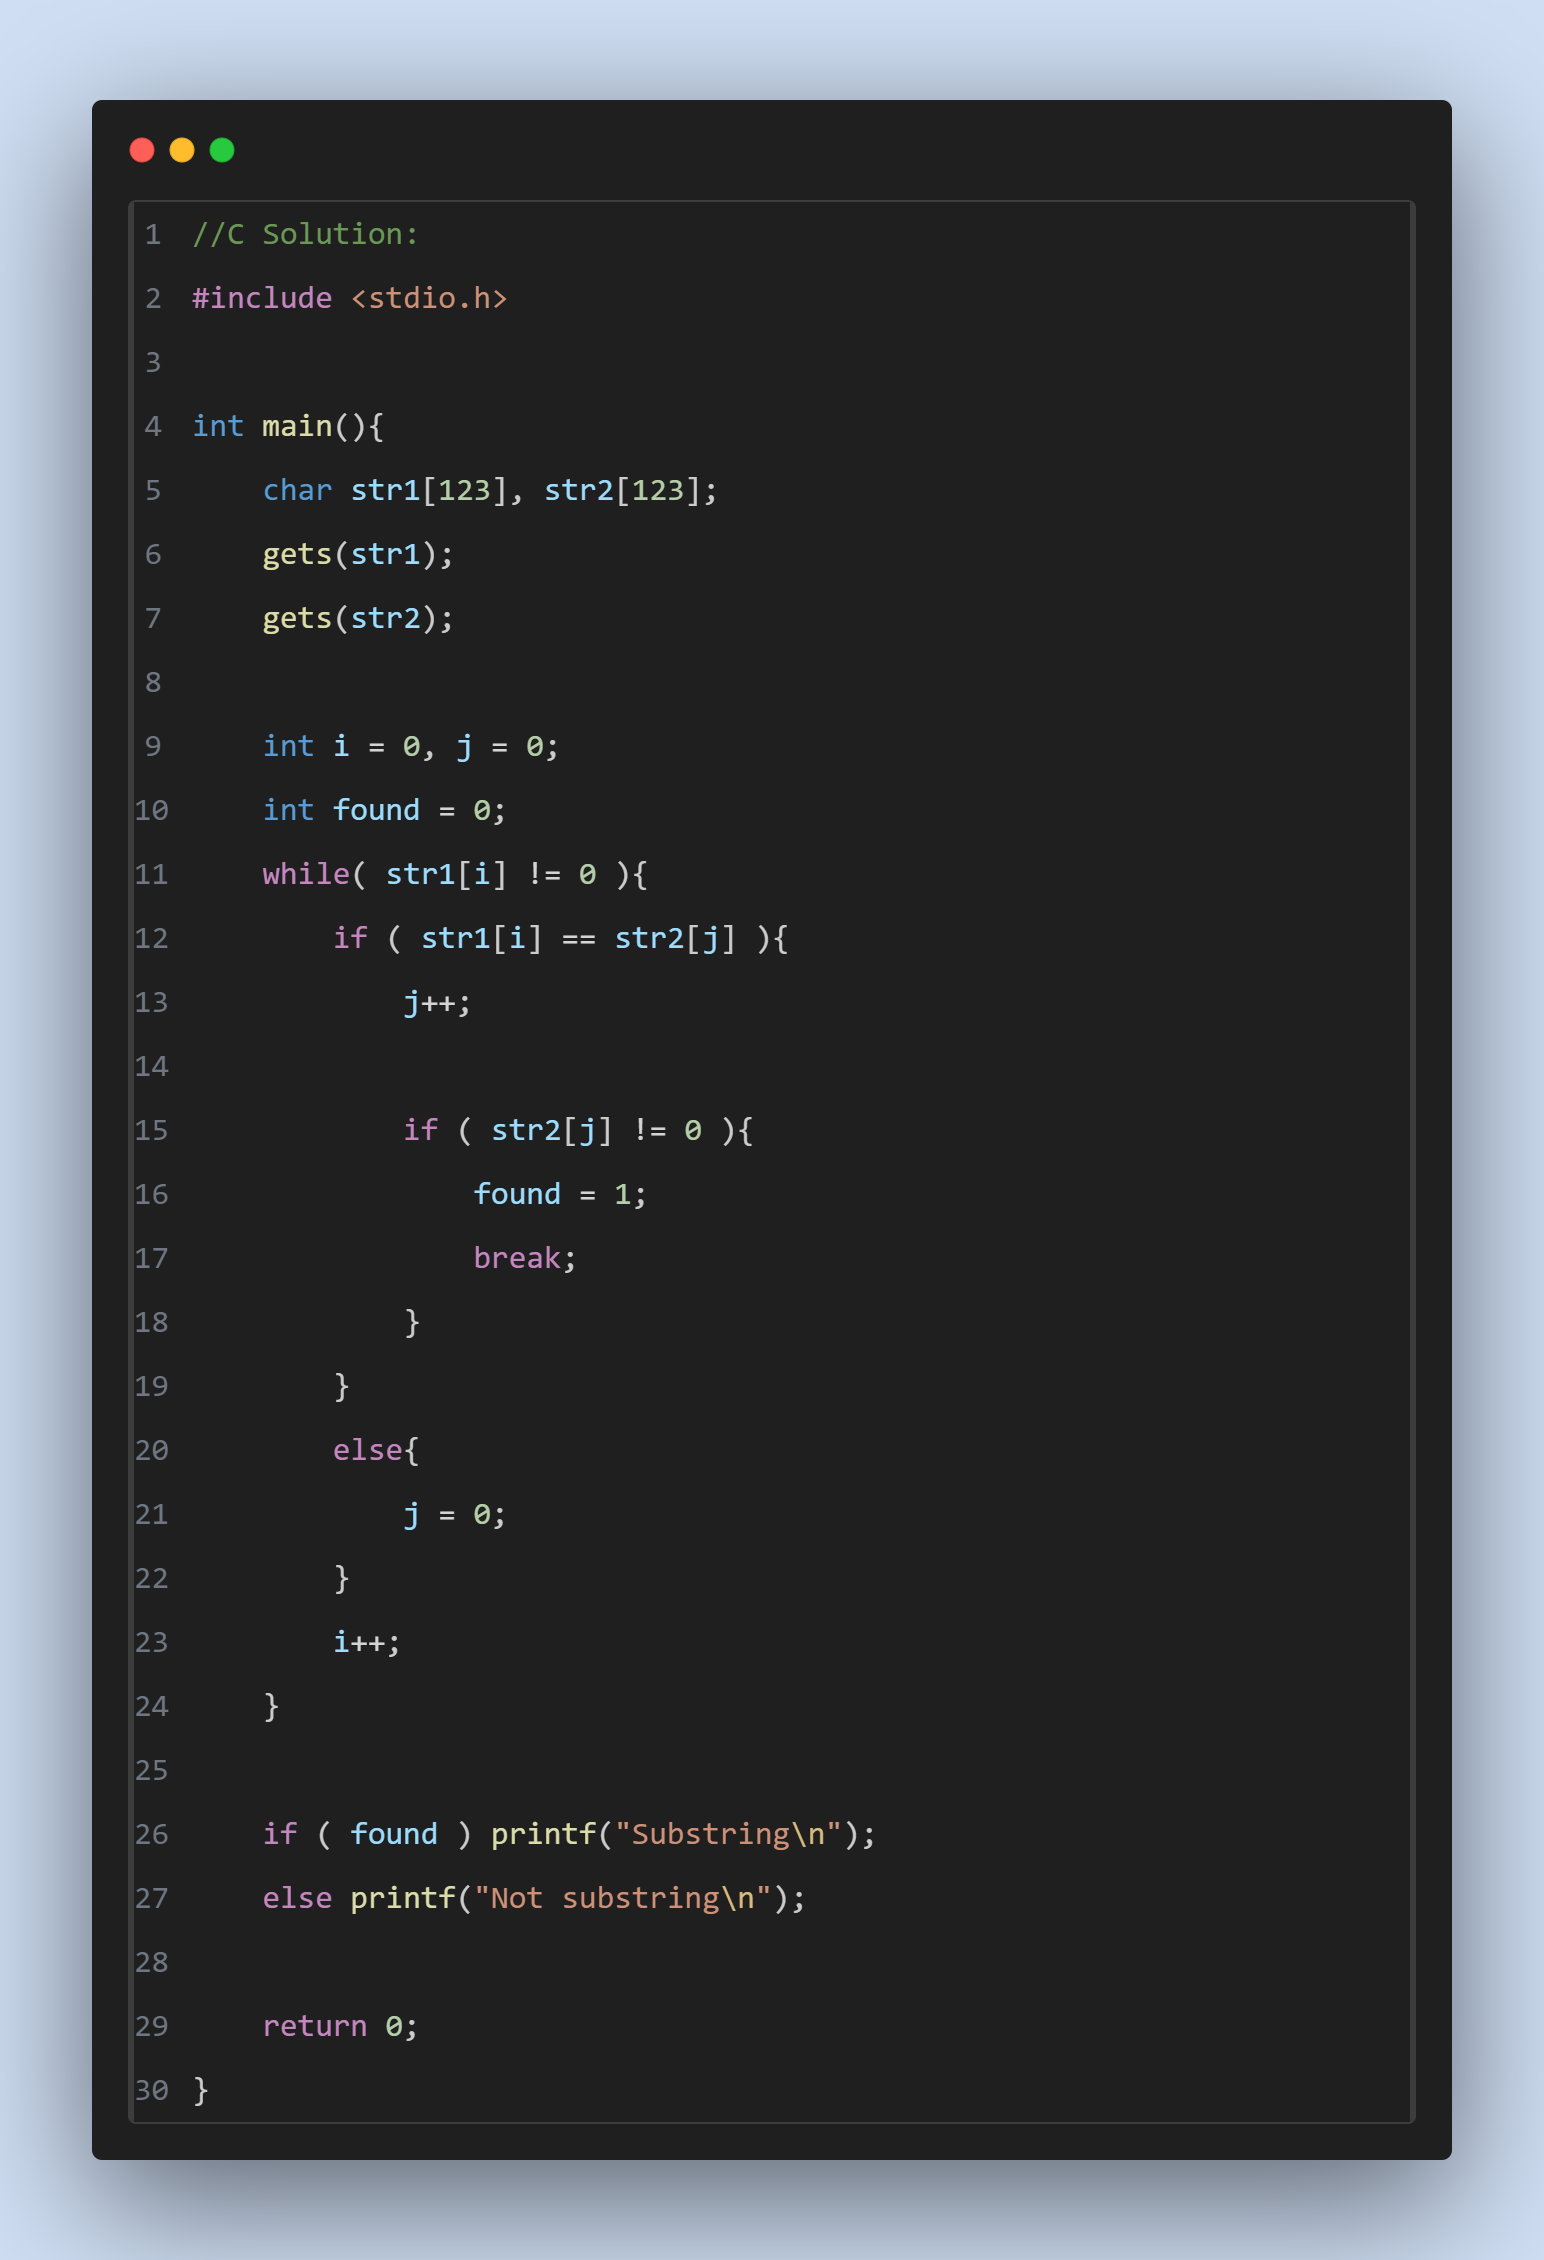 1 //C Solution:
2 #include <stdio.h>
3
4 int main(){
5     char str1[123], str2[123];
6     gets(str1);
7     gets(str2);
8
9     int i = 0, j = 0;
10     int found = 0;
11     while( str1[i] != 0 ){
12         if ( str1[i] == str2[j] ){
13             j++;
14
15             if ( str2[j] != 0 ){
16                 found = 1;
17                 break;
18             }
19         }
20         else{
21             j = 0;
22         }
23         i++;
24     }
25
26     if ( found ) printf("Substring\n");
27     else printf("Not substring\n");
28
29     return 0;
30 }